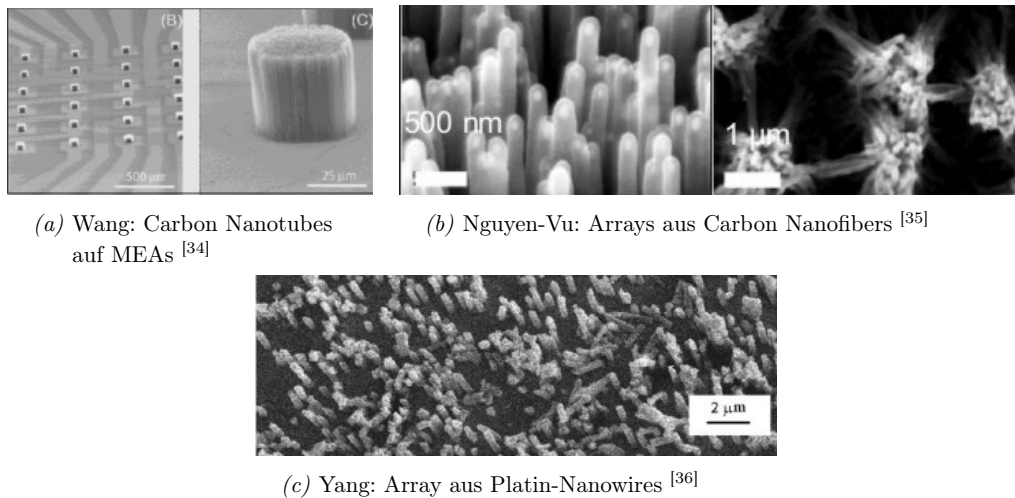 (B)
(C)
500 µm
25 µm
500 nm
1 µm
(a) Wang: Carbon Nanotubes
auf MEAs [34]
(b) Nguyen-Vu: Arrays aus Carbon Nanofibers [35]
2 µm
(c) Yang: Array aus Platin-Nanowires [36]